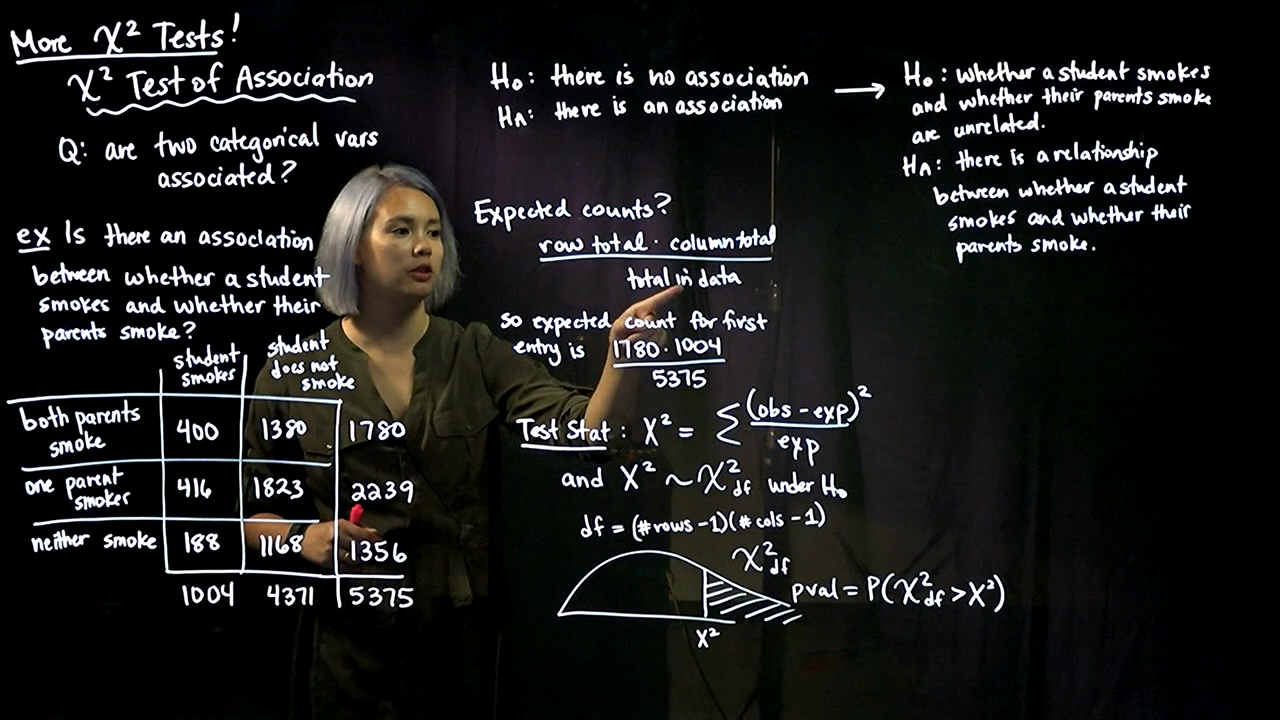 More X² Tests!
X² Test of Association
Q: are two categorical vars
associated?
ex Is there an association
between whether a student
smokes and whether their
parents smoke?
student smokes
student does not smoke
both parents smoke 400 1380 1780
one parent smokes 416 1823 2239
neither smoke 188 1168 1356
1004 4371 5375
H₀: there is no association
Hᴀ: there is an association
→
Expected counts?
row total · column total
total in data
so expected count for first
entry is 1780 · 1004
5375
Test Stat: X² = Σ (obs - exp)²
exp
and X² ~ χ²df under H₀
df = (#rows - 1)(# cols - 1)
χ²df
pval = P(χ²df > X²)
X²
H₀: whether a student smokes
and whether their parents smoke
are unrelated.
Hᴀ: there is a relationship
between whether a student
smokes and whether their
parents smoke.